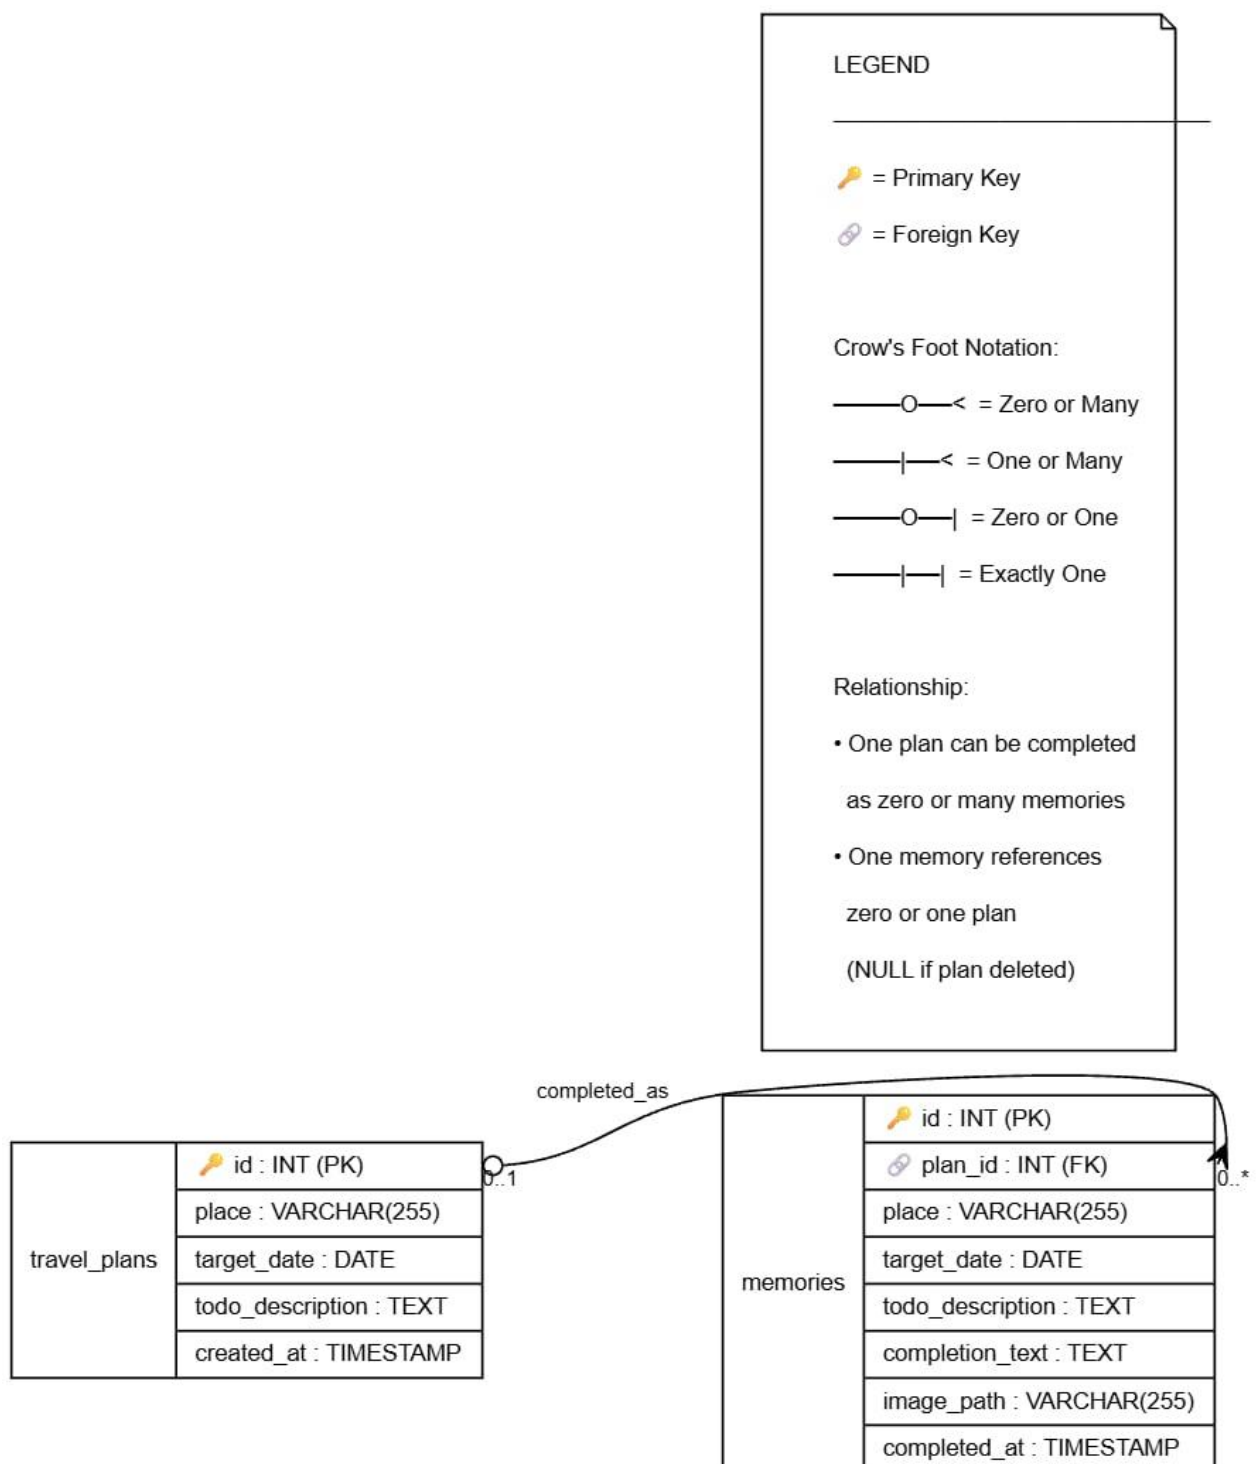 LEGEND
🔑 = Primary Key
🔗 = Foreign Key
Crow's Foot Notation:
———O—< = Zero or Many
———|—< = One or Many
———O—| = Zero or One
———|—| = Exactly One
Relationship:
• One plan can be completed
as zero or many memories
• One memory references
zero or one plan
(NULL if plan deleted)
completed_as
travel_plans
🔑 id : INT (PK)
place : VARCHAR(255)
target_date : DATE
todo_description : TEXT
created_at : TIMESTAMP
0..1
memories
🔑 id : INT (PK)
🔗 plan_id : INT (FK)
place : VARCHAR(255)
target_date : DATE
todo_description : TEXT
completion_text : TEXT
image_path : VARCHAR(255)
completed_at : TIMESTAMP
0..*